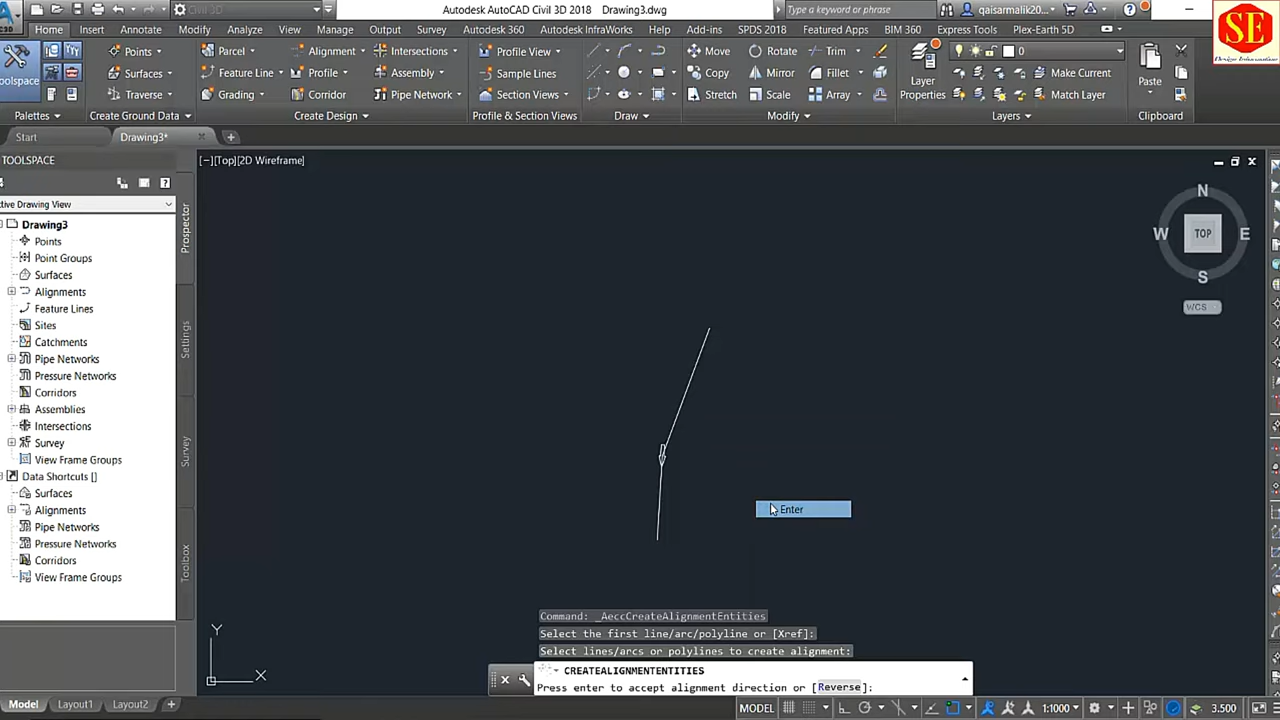 Autodesk AutoCAD Civil 3D 2018 Drawing3.dwg
Type a keyword or phrase
qaisarmalik20...
Civil 3D
SE
Home Insert Annotate Modify Analyze View Manage Output Survey Autodesk 360 Autodesk InfraWorks Help Add-ins SPDS 2018 Featured Apps BIM 360 Express Tools Plex-Earth 5D
Points Parcel Alignment Intersections Profile View Move Rotate Trim 0
Surfaces Feature Line Profile Assembly Sample Lines Copy Mirror Fillet Make Current
Traverse Grading Corridor Pipe Network Section Views Stretch Scale Array Match Layer
oolspace Layer Properties Paste
Palettes Create Ground Data Create Design Profile & Section Views Draw Modify Layers Clipboard
Start Drawing3*
TOOLSPACE
[−][Top][2D Wireframe]
ctive Drawing View
Drawing3
Points
Point Groups
Surfaces
Alignments
Feature Lines
Sites
Catchments
Pipe Networks
Pressure Networks
Corridors
Assemblies
Intersections
Survey
View Frame Groups
Data Shortcuts []
Surfaces
Alignments
Pipe Networks
Pressure Networks
Corridors
View Frame Groups
Prospector
Settings
Survey
Toolbox
N
W TOP E
S
WCS
Enter
Y
X
Command: _AeccCreateAlignmentEntities
Select the first line/arc/polyline or [Xref]:
Select lines/arcs or polylines to create alignment:
CREATEALIGNMENTENTITIES
Press enter to accept alignment direction or [Reverse]:
Model Layout1 Layout2 + MODEL 1:1000 3.500